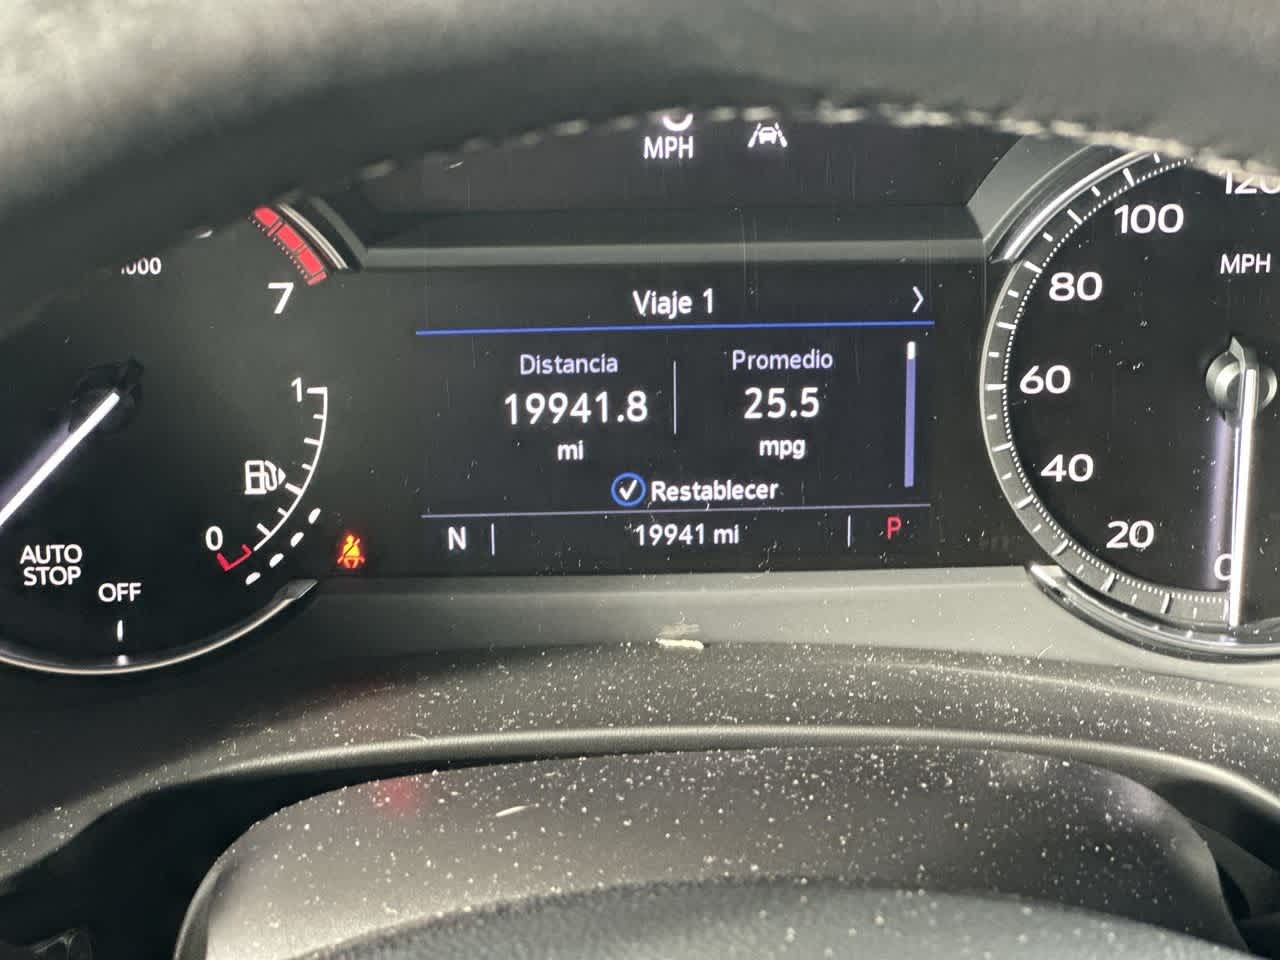 MPH
120
100
MPH
80
60
40
20
0
7
1
0
AUTO
STOP
OFF
Viaje 1
Distancia
19941.8
mi
Promedio
25.5
mpg
Restablecer
N
19941 mi
P